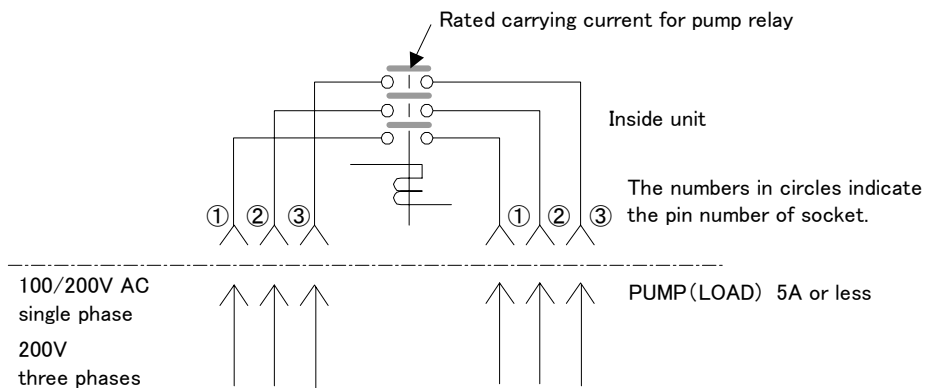 Rated carrying current for pump relay
Inside unit
The numbers in circles indicate
the pin number of socket.
① ② ③
① ② ③
100/200V AC
single phase
PUMP(LOAD) 5A or less
200V
three phases